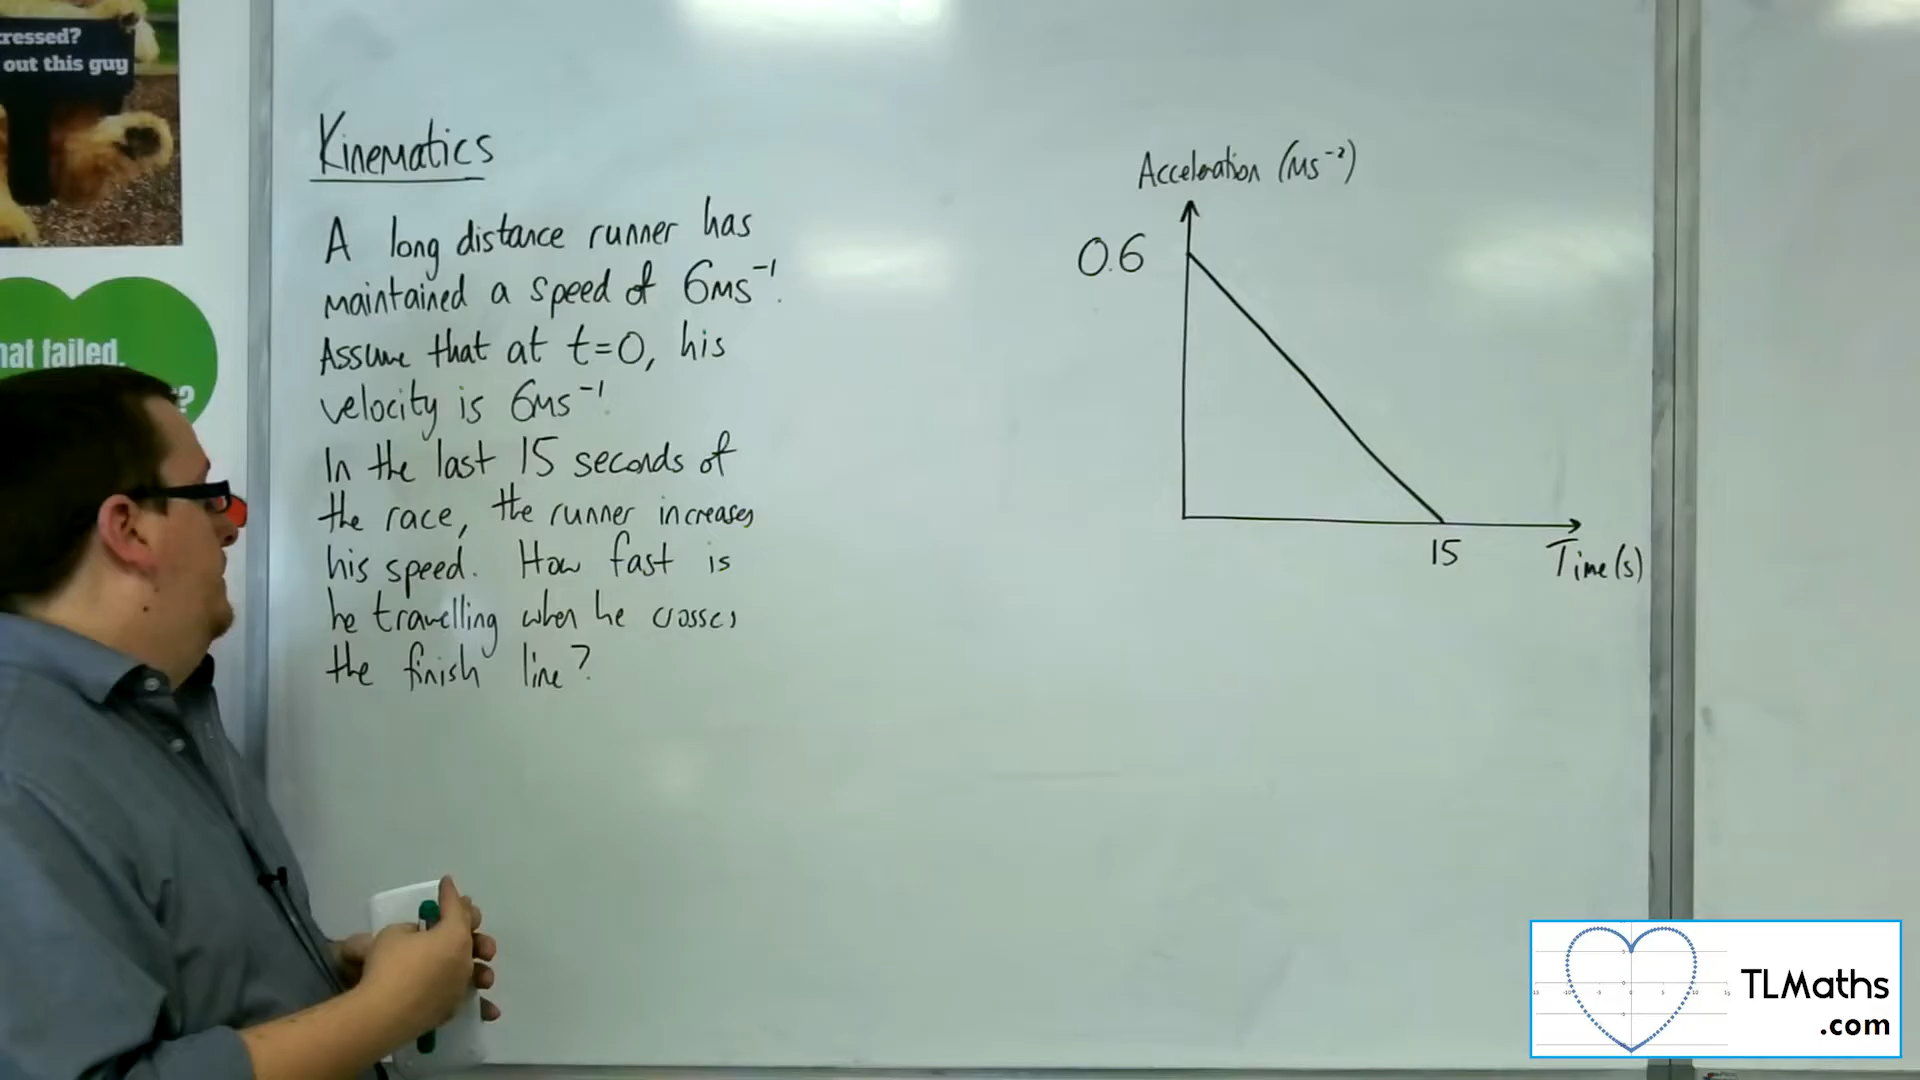 ressed?
out this guy
hat failed.
?
Kinematics
A long distance runner has
maintained a speed of 6ms⁻¹.
Assume that at t=0, his
velocity is 6ms⁻¹.
In the last 15 seconds of
the race, the runner increases
his speed. How fast is
he travelling when he crosses
the finish line?
Acceleration (ms⁻²)
0.6
15
Time(s)
TLMaths
.com